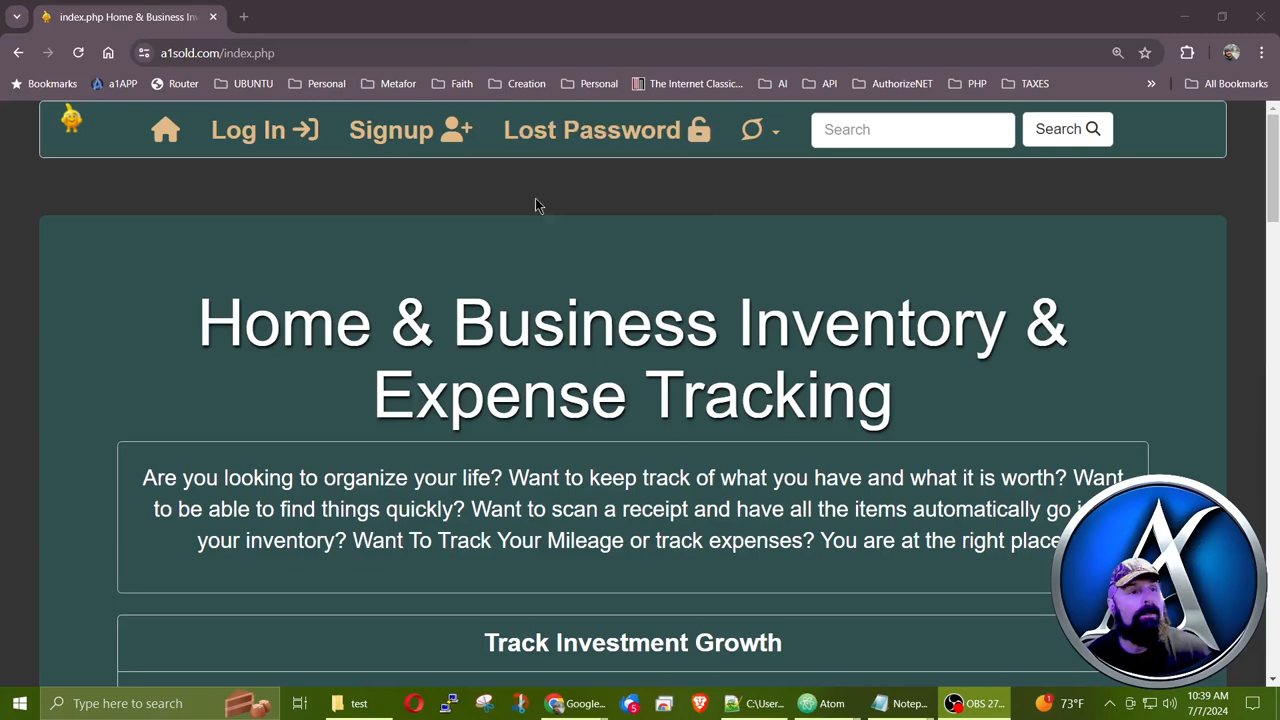 index.php Home & Business Inv
a1sold.com/index.php
Bookmarks
a1APP
Router
UBUNTU
Personal
Metafor
Faith
Creation
Personal
The Internet Classic...
AI
API
AuthorizeNET
PHP
TAXES
All Bookmarks
Log In
Signup
Lost Password
Search
Search
Home & Business Inventory &
Expense Tracking
Are you looking to organize your life? Want to keep track of what you have and what it is worth? Want
to be able to find things quickly? Want to scan a receipt and have all the items automatically go
your inventory? Want To Track Your Mileage or track expenses? You are at the right place
Track Investment Growth
Type here to search
test
Google...
5
C:\User...
Atom
Notep...
OBS 27...
1
73°F
10:39 AM
7/7/2024